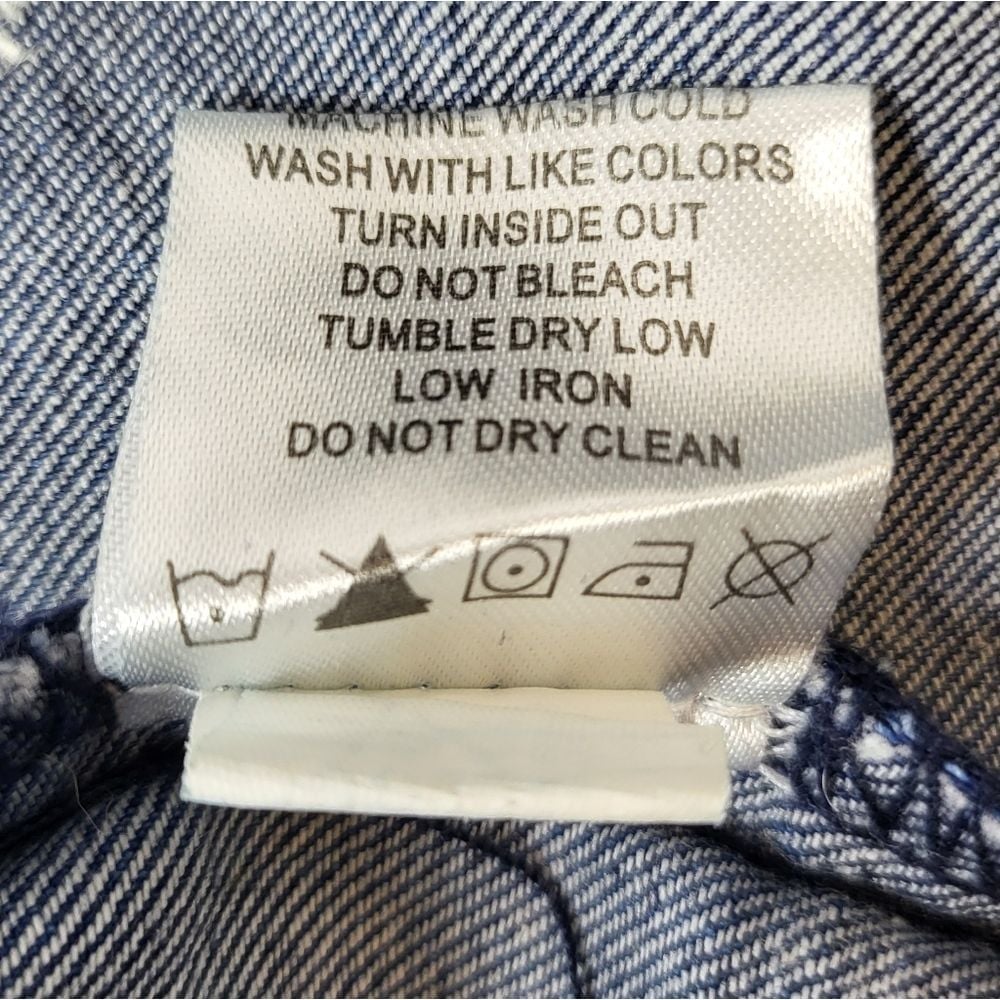 MACHINE WASH COLD
WASH WITH LIKE COLORS
TURN INSIDE OUT
DO NOT BLEACH
TUMBLE DRY LOW
LOW IRON
DO NOT DRY CLEAN